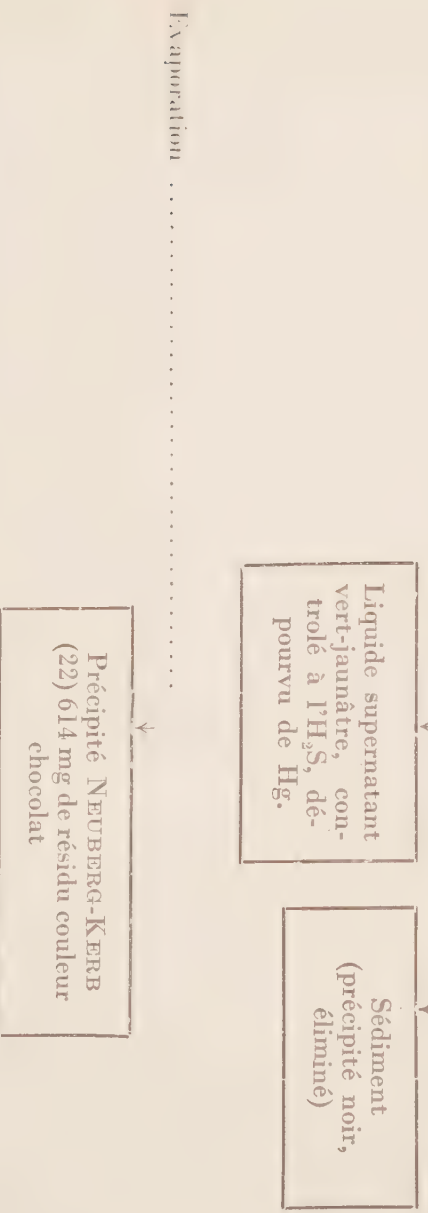 Liquide supernatant
vert-jaunâtre, con-
trolé à l'H₂S, dé-
pourvu de Hg.
Sédiment
(précipité noir,
éliminé)
Evaporation . . . . . . . . . . . . . . . . . . . . . . . . . . . . . . . . . . .
Précipité NEUBERG-KERB
(22) 614 mg de résidu couleur
chocolat